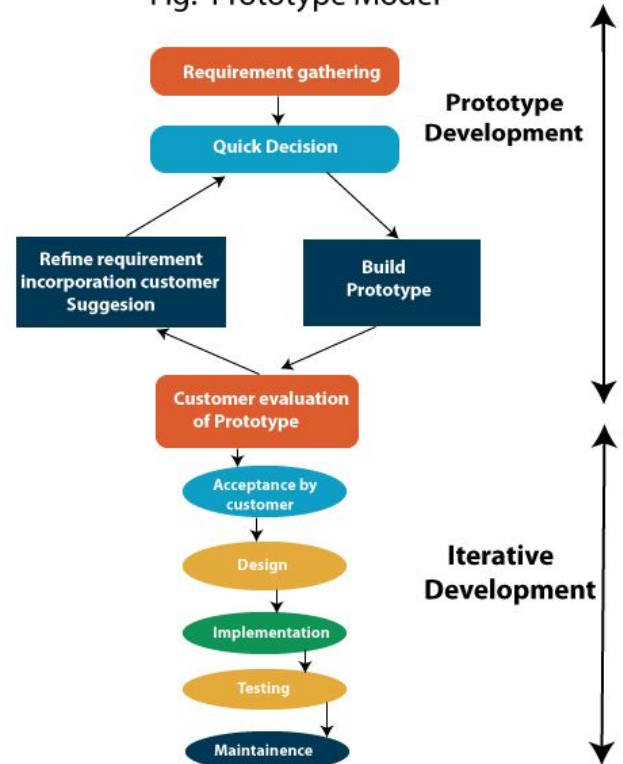 Fig. Prototype Model
Requirement gathering
Prototype
Development
Quick Decision
Refine requirement
incorporation customer
Suggesion
Build
Prototype
Customer evaluation
of Prototype
Acceptance by
customer
Design
Iterative
Development
Implementation
Testing
Maintainence